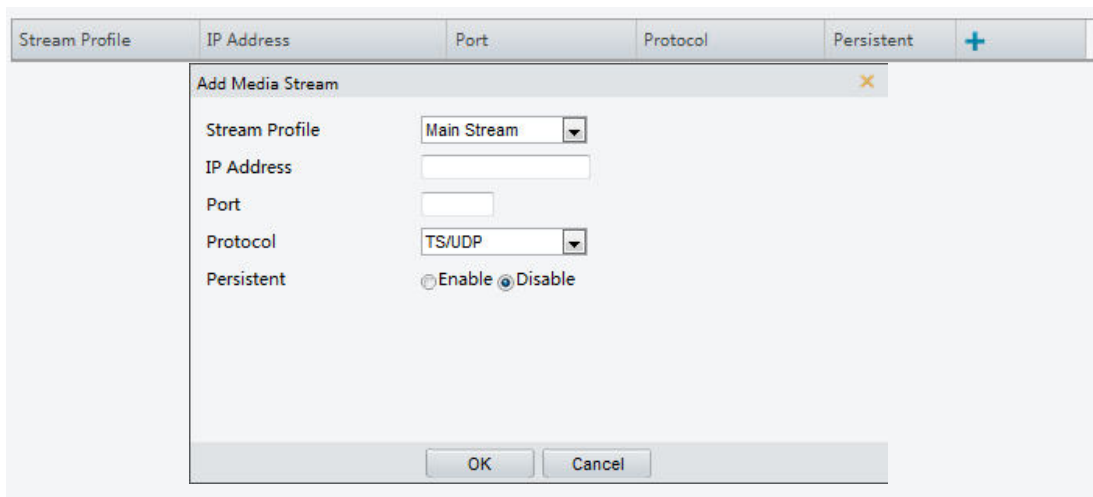 Stream Profile IP Address Port Protocol Persistent +
Add Media Stream
Stream Profile Main Stream
IP Address
Port
Protocol TS/UDP
Persistent Enable Disable
OK Cancel